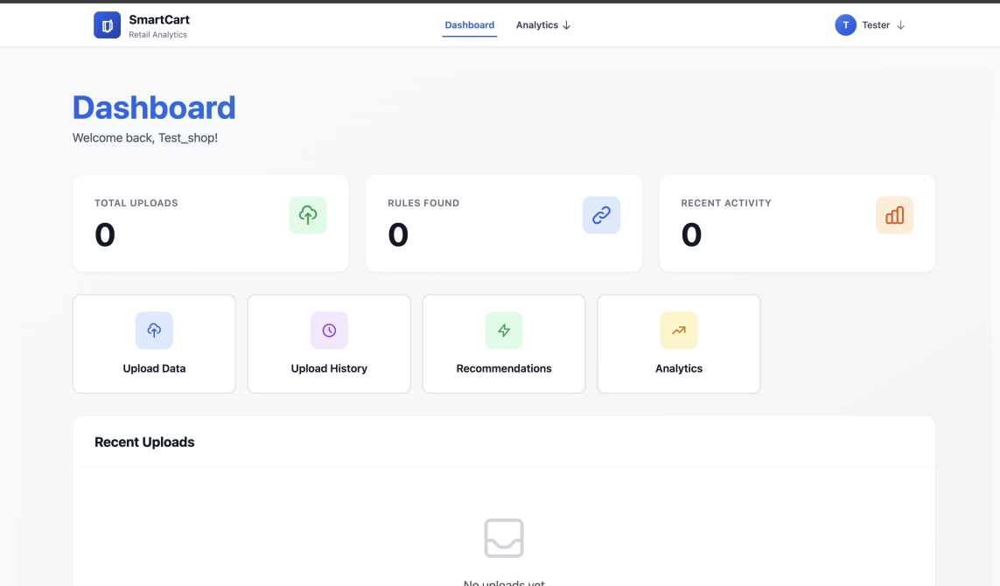 SmartCart
Retail Analytics
Dashboard
Analytics
T
Tester
Dashboard
Welcome back, Test_shop!
TOTAL UPLOADS
0
RULES FOUND
0
RECENT ACTIVITY
0
Upload Data
Upload History
Recommendations
Analytics
Recent Uploads
No uploads yet